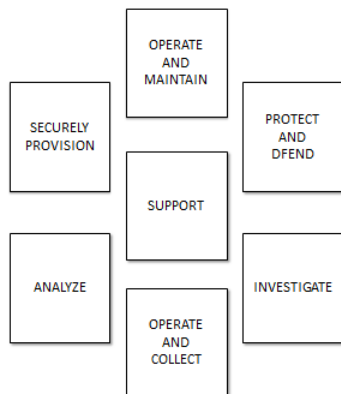 OPERATE
AND
MAINTAIN
SECURELY
PROVISION
PROTECT
AND
DFEND
SUPPORT
ANALYZE
INVESTIGATE
OPERATE
AND
COLLECT